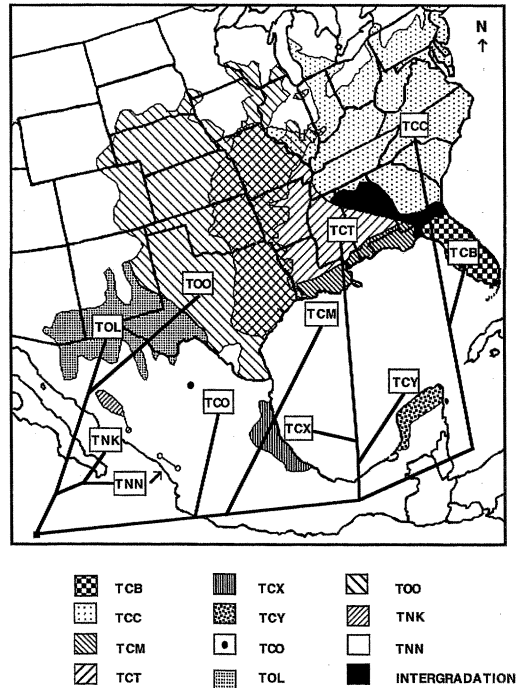 N
TCC
TCT
TCB
TOO
TCM
TOL
TCY
TCO
TCX
TNK
TNN
TCB TCX TOO
TCC TCY TNK
TCM TCO TNN
TCT TOL INTERGRADATION